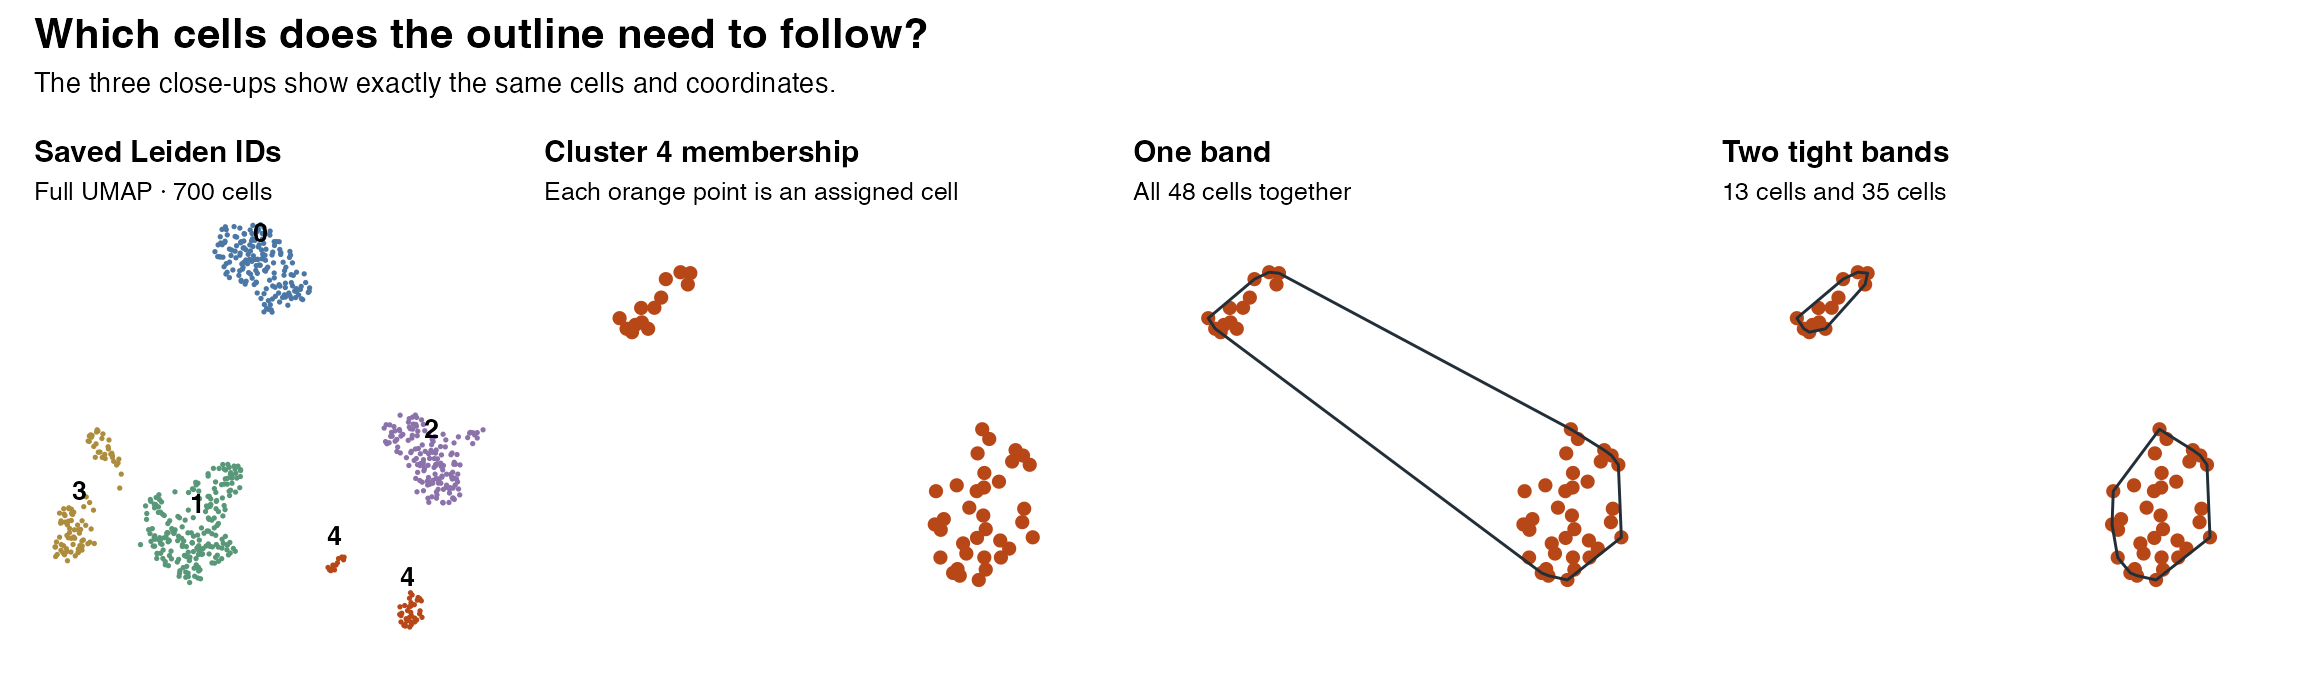 Which cells does the outline need to follow?
The three close-ups show exactly the same cells and coordinates.
Saved Leiden IDs
Full UMAP · 700 cells
0
2
3
1
4
4
Cluster 4 membership
Each orange point is an assigned cell
One band
All 48 cells together
Two tight bands
13 cells and 35 cells